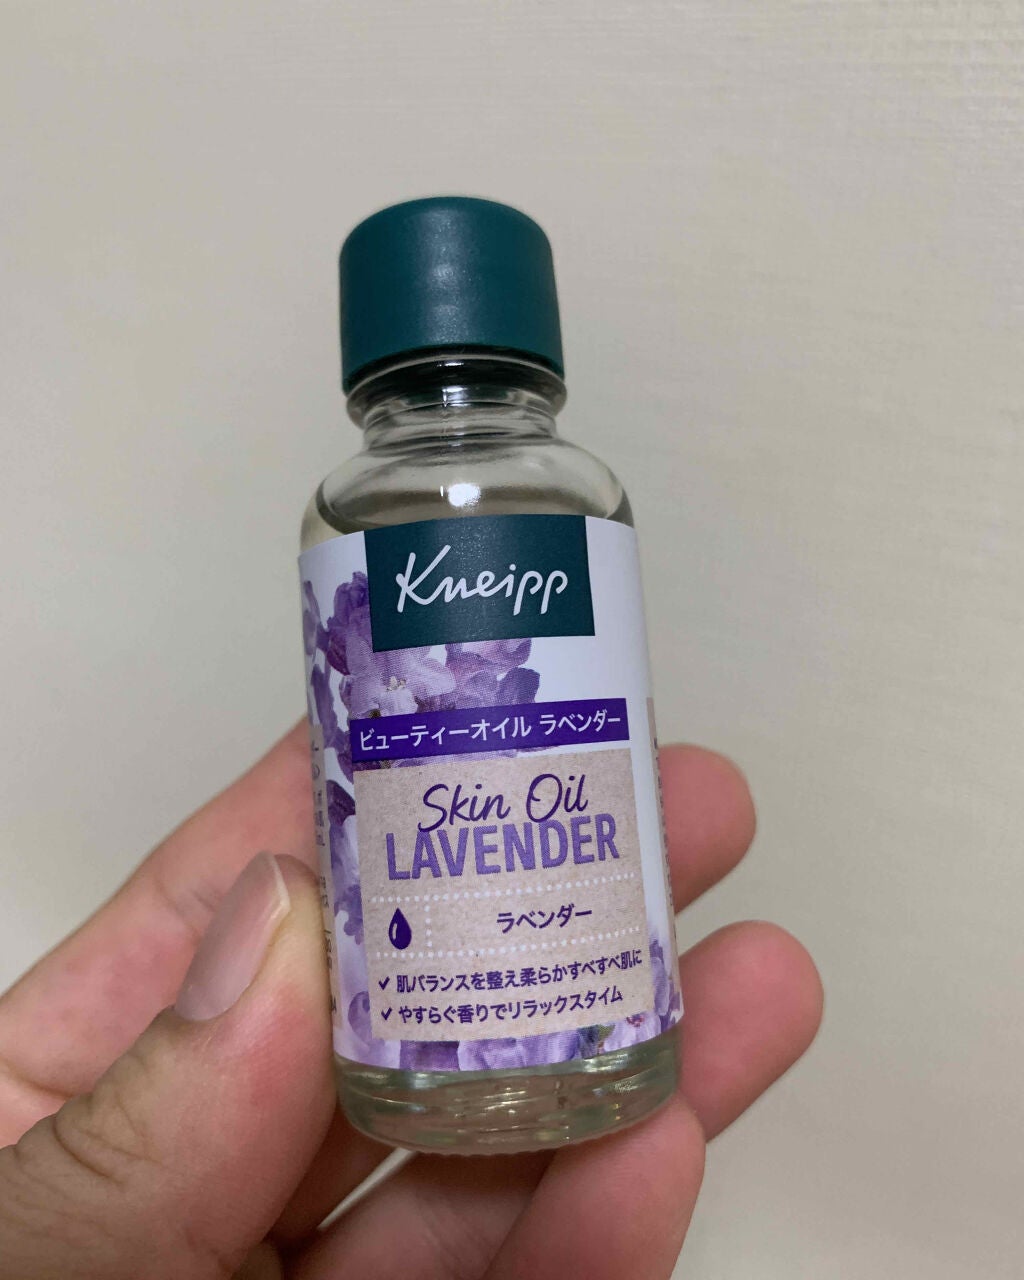 Kneipp
ビューティーオイル ラベンダー
Skin Oil
LAVENDER
ラベンダー
✓ 肌バランスを整え柔らかすべすべ肌に
✓ やすらぐ香りでリラックスタイム